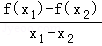 f(x₁)-f(x₂)
x₁-x₂